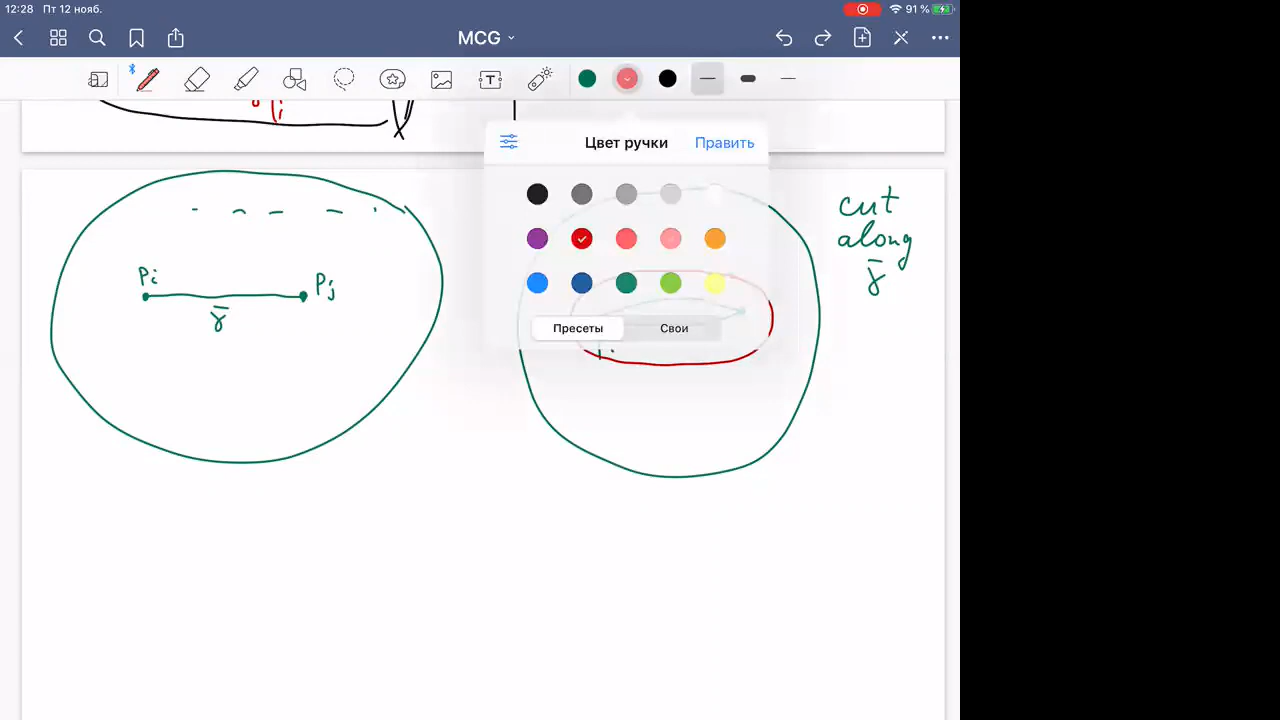 12:28 Пт 12 нояб.
91 %
MCG
Цвет ручки
Править
Пресеты
Свои
Pi
Pj
γ̄
cut
along
γ̄